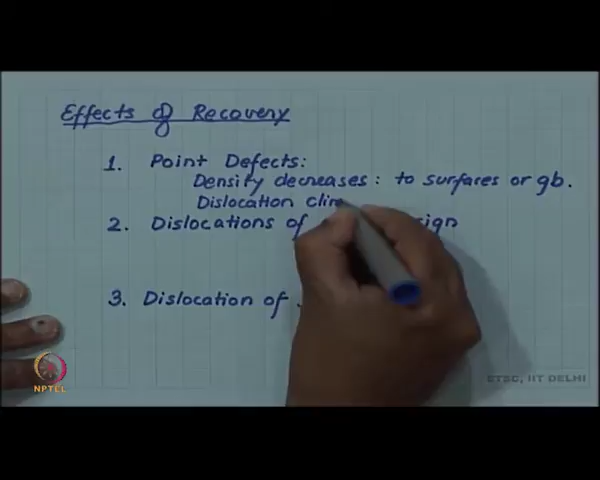 Effects of Recovery
1. Point Defects:
Density decreases: to surfaces or gb.
Dislocation clim
2. Dislocations of sign
3. Dislocation of
NPTEL
ETSC, IIT DELHI